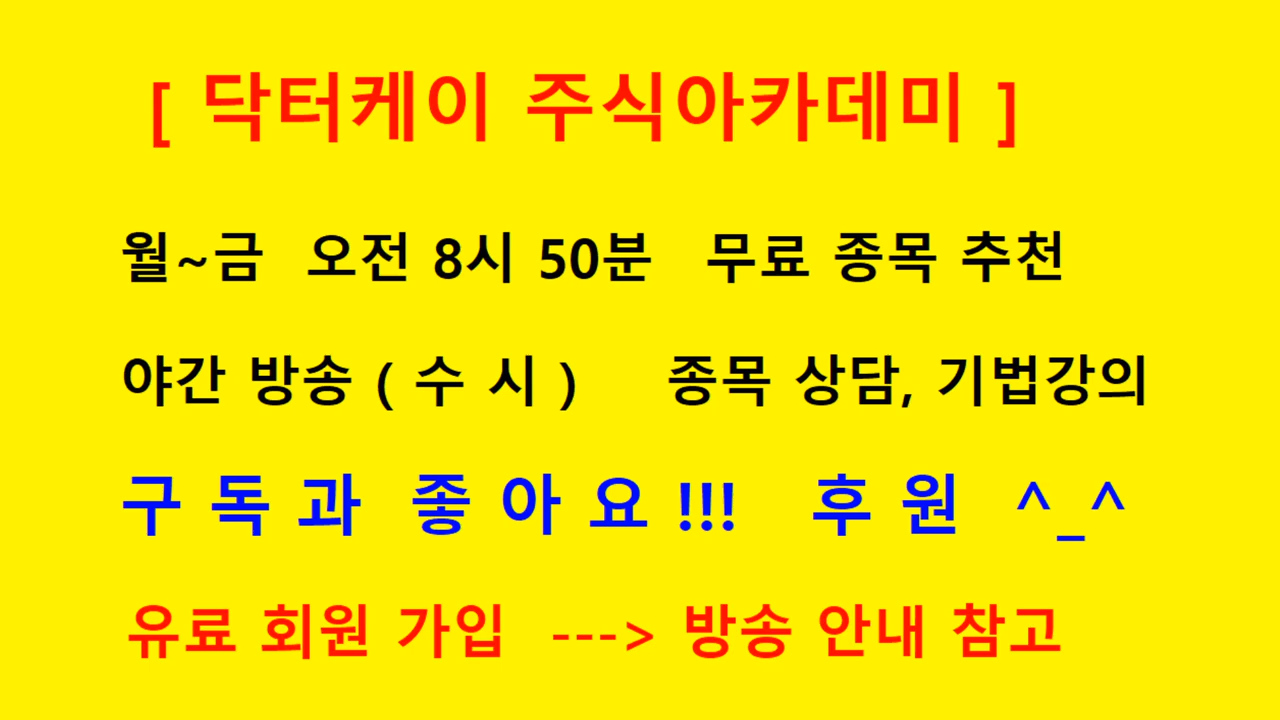 [ 닥터케이 주식아카데미 ]
월~금 오전 8시 50분 무료 종목 추천
야간 방송 ( 수 시 ) 종목 상담, 기법강의
구 독 과 좋 아 요 !!! 후 원 ^_^
유료 회원 가입 ---> 방송 안내 참고